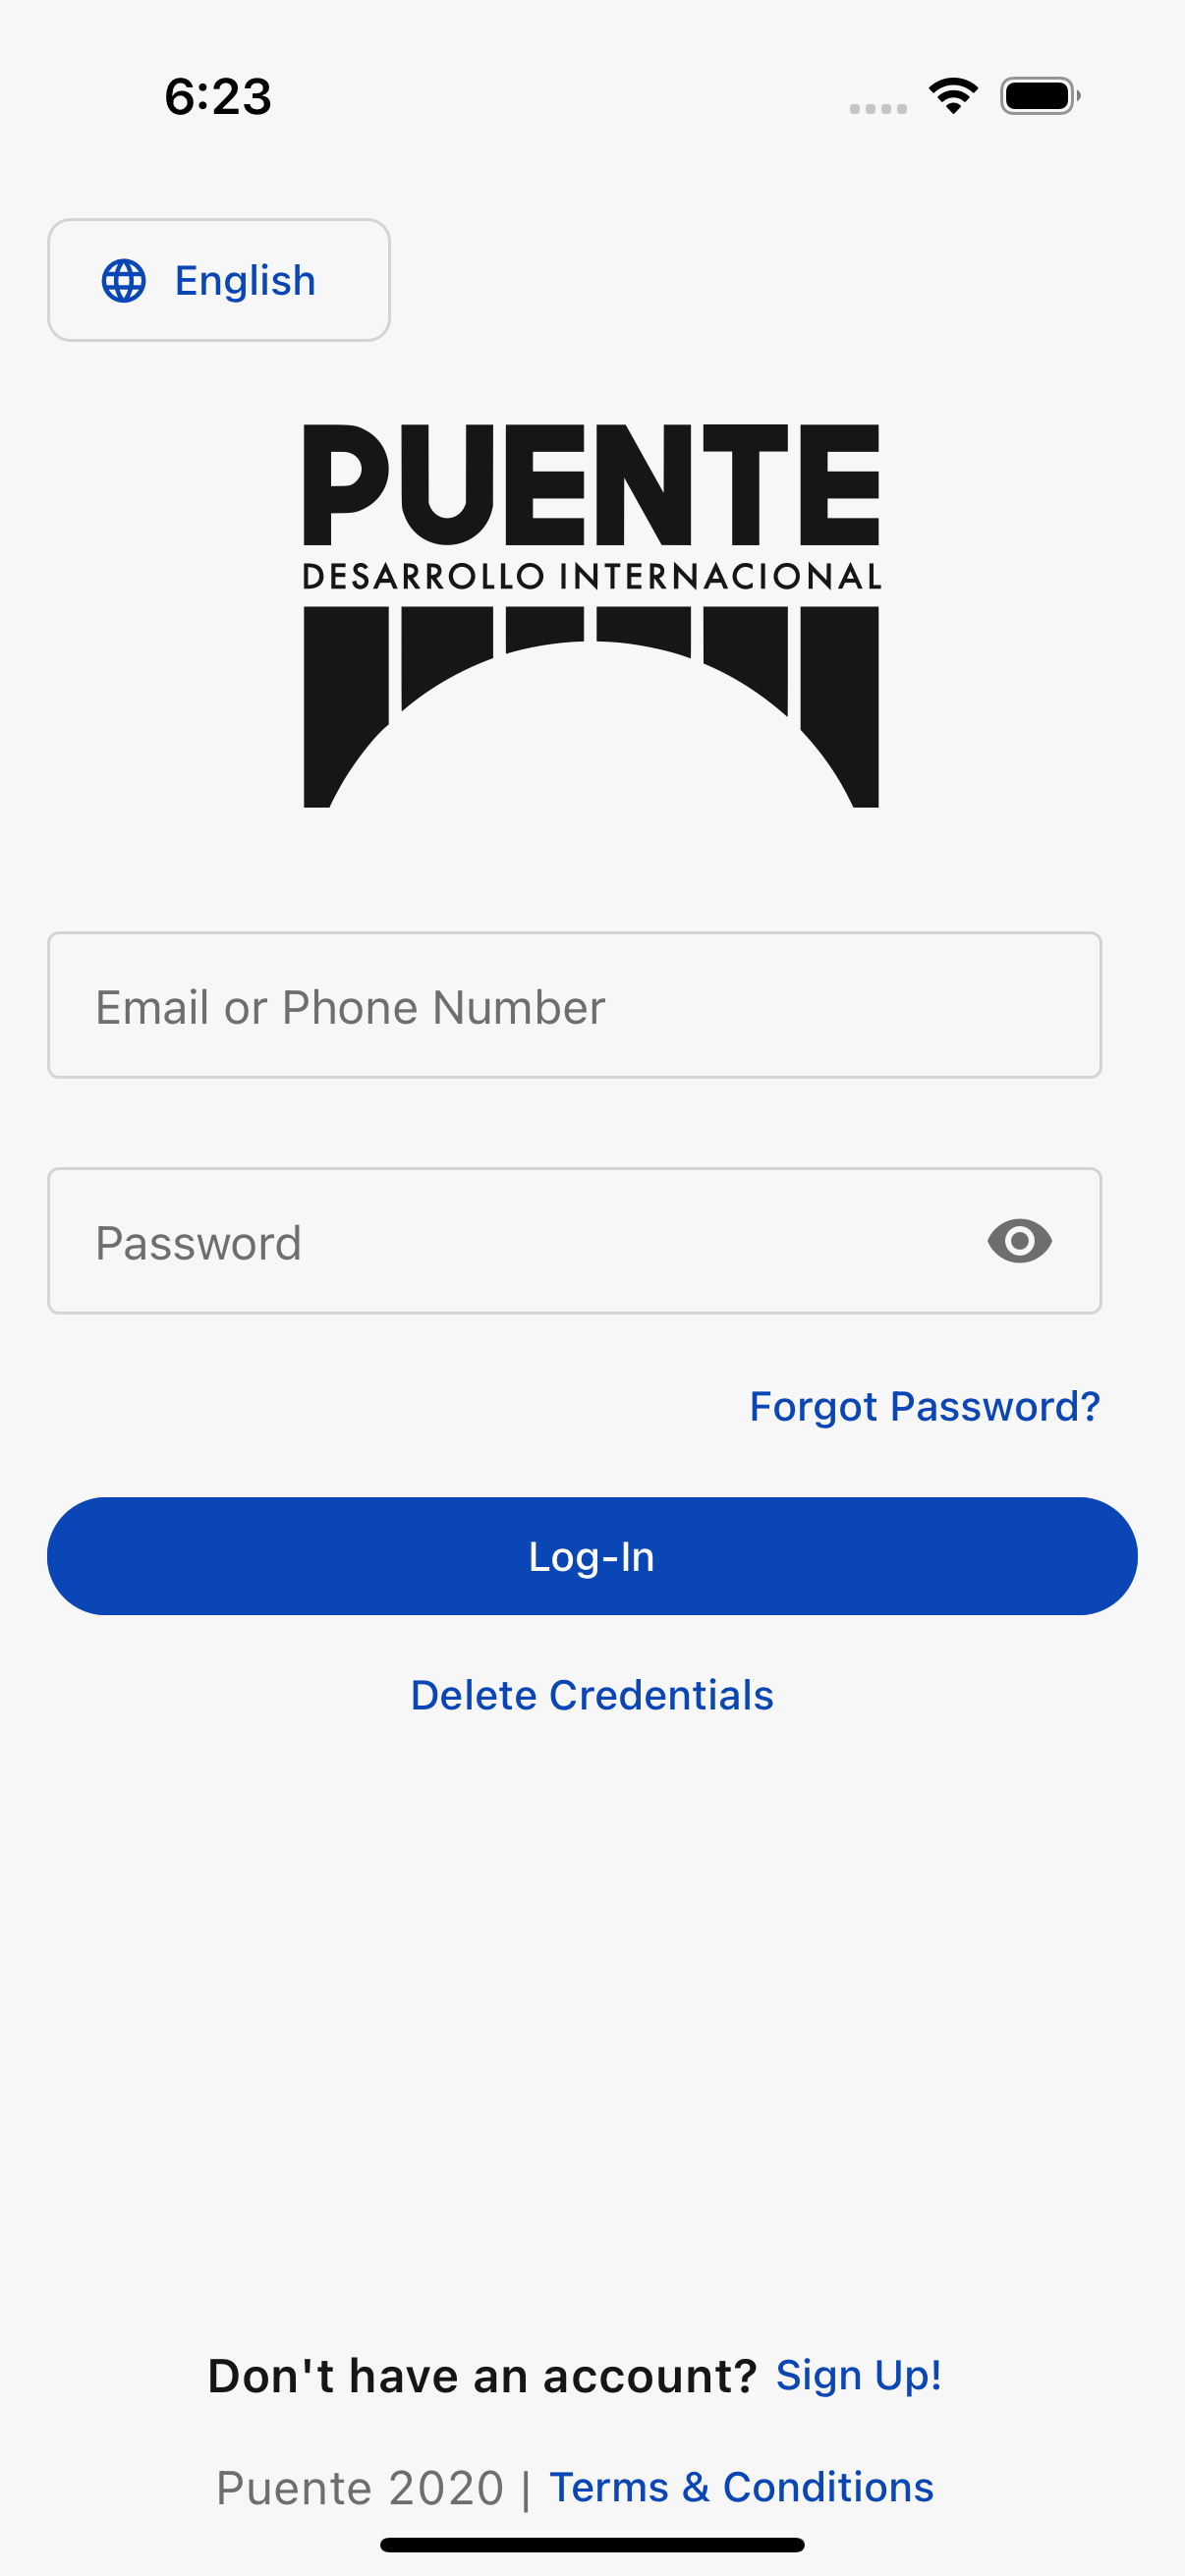 6:23
English
PUENTE
DESARROLLO INTERNACIONAL
Email or Phone Number
Password
Forgot Password?
Log-In
Delete Credentials
Don't have an account? Sign Up!
Puente 2020 | Terms & Conditions